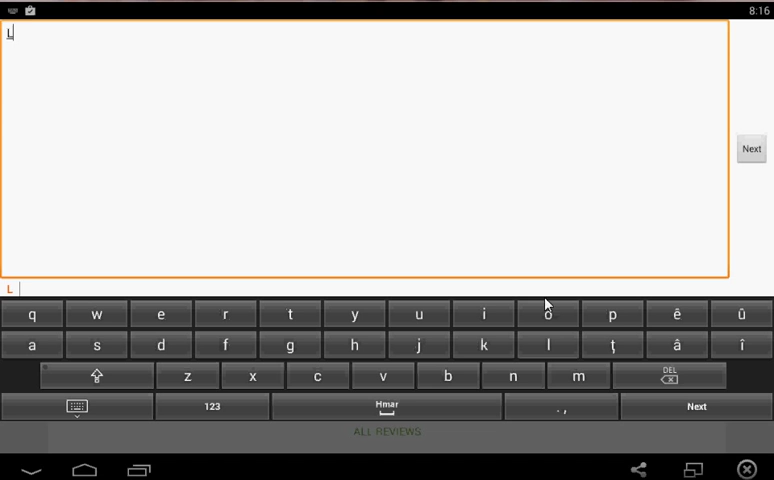 8:16
L
Next
L
q w e r t y u i o p ê û
a s d f g h j k l ţ â î
z x c v b n m DEL
123 Hmar . , Next
ALL REVIEWS